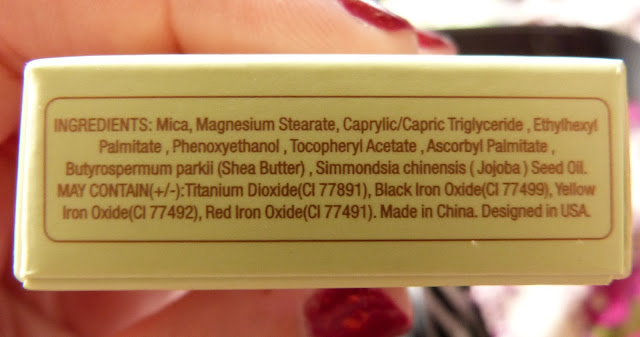 INGREDIENTS: Mica, Magnesium Stearate, Caprylic/Capric Triglyceride , Ethylhexyl
Palmitate , Phenoxyethanol , Tocopheryl Acetate , Ascorbyl Palmitate ,
Butyrospermum parkii (Shea Butter) , Simmondsia chinensis ( Jojoba ) Seed Oil.
MAY CONTAIN(+/-):Titanium Dioxide(CI 77891), Black Iron Oxide(CI 77499), Yellow
Iron Oxide(CI 77492), Red Iron Oxide(CI 77491). Made in China. Designed in USA.